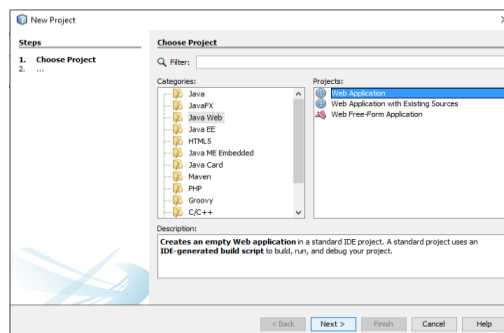 New Project
Steps
1. Choose Project
2. ...
Choose Project
Filter:
Categories:
Java
JavaFX
Java Web
Java EE
HTML5
Java ME Embedded
Java Card
Maven
PHP
Groovy
C/C++
Projects:
Web Application
Web Application with Existing Sources
Web Free-Form Application
Description:
Creates an empty Web application in a standard IDE project. A standard project uses an
IDE-generated build script to build, run, and debug your project.
< Back
Next >
Finish
Cancel
Help